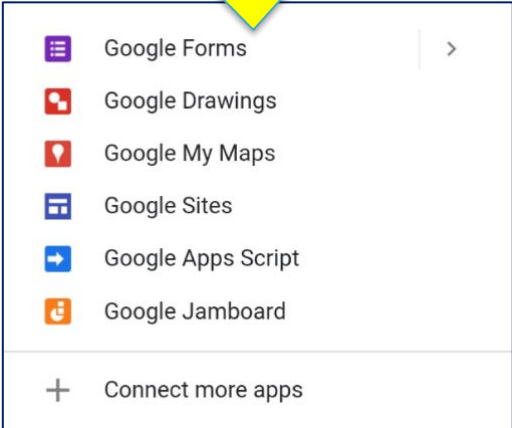 Google Forms
Google Drawings
Google My Maps
Google Sites
Google Apps Script
Google Jamboard
Connect more apps